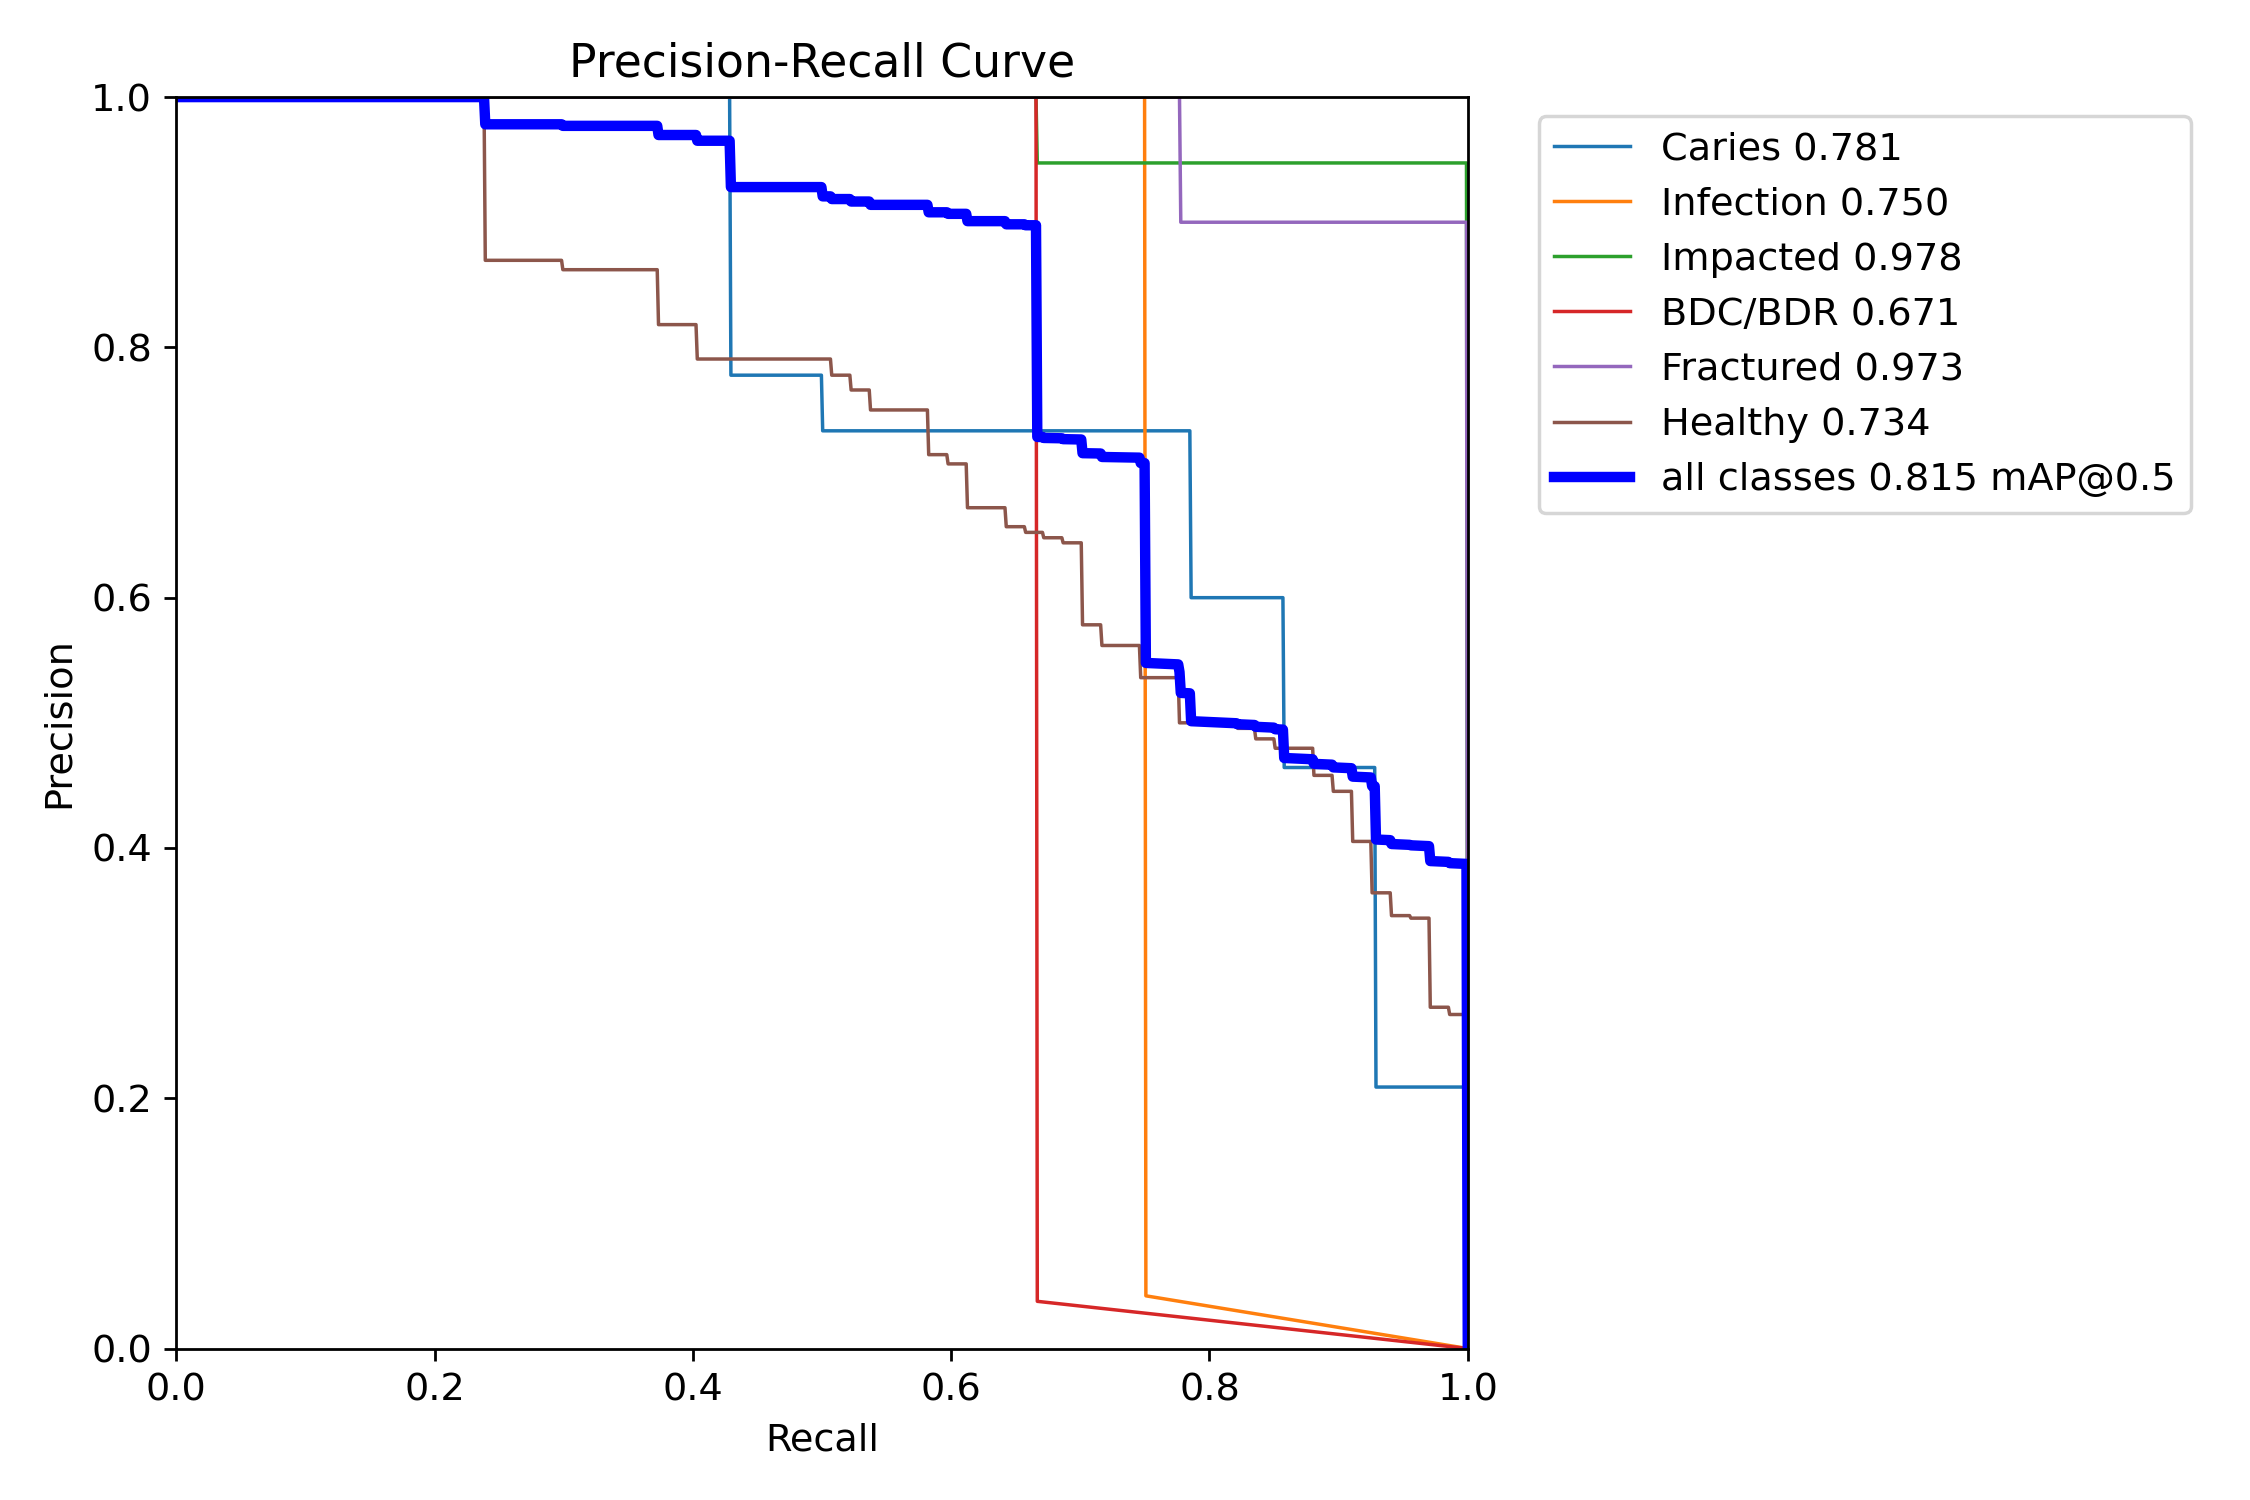 Precision-Recall Curve
1.0
0.8
0.6
0.4
0.2
0.0
Precision
0.0 0.2 0.4 0.6 0.8 1.0
Recall
Caries 0.781
Infection 0.750
Impacted 0.978
BDC/BDR 0.671
Fractured 0.973
Healthy 0.734
all classes 0.815 mAP@0.5